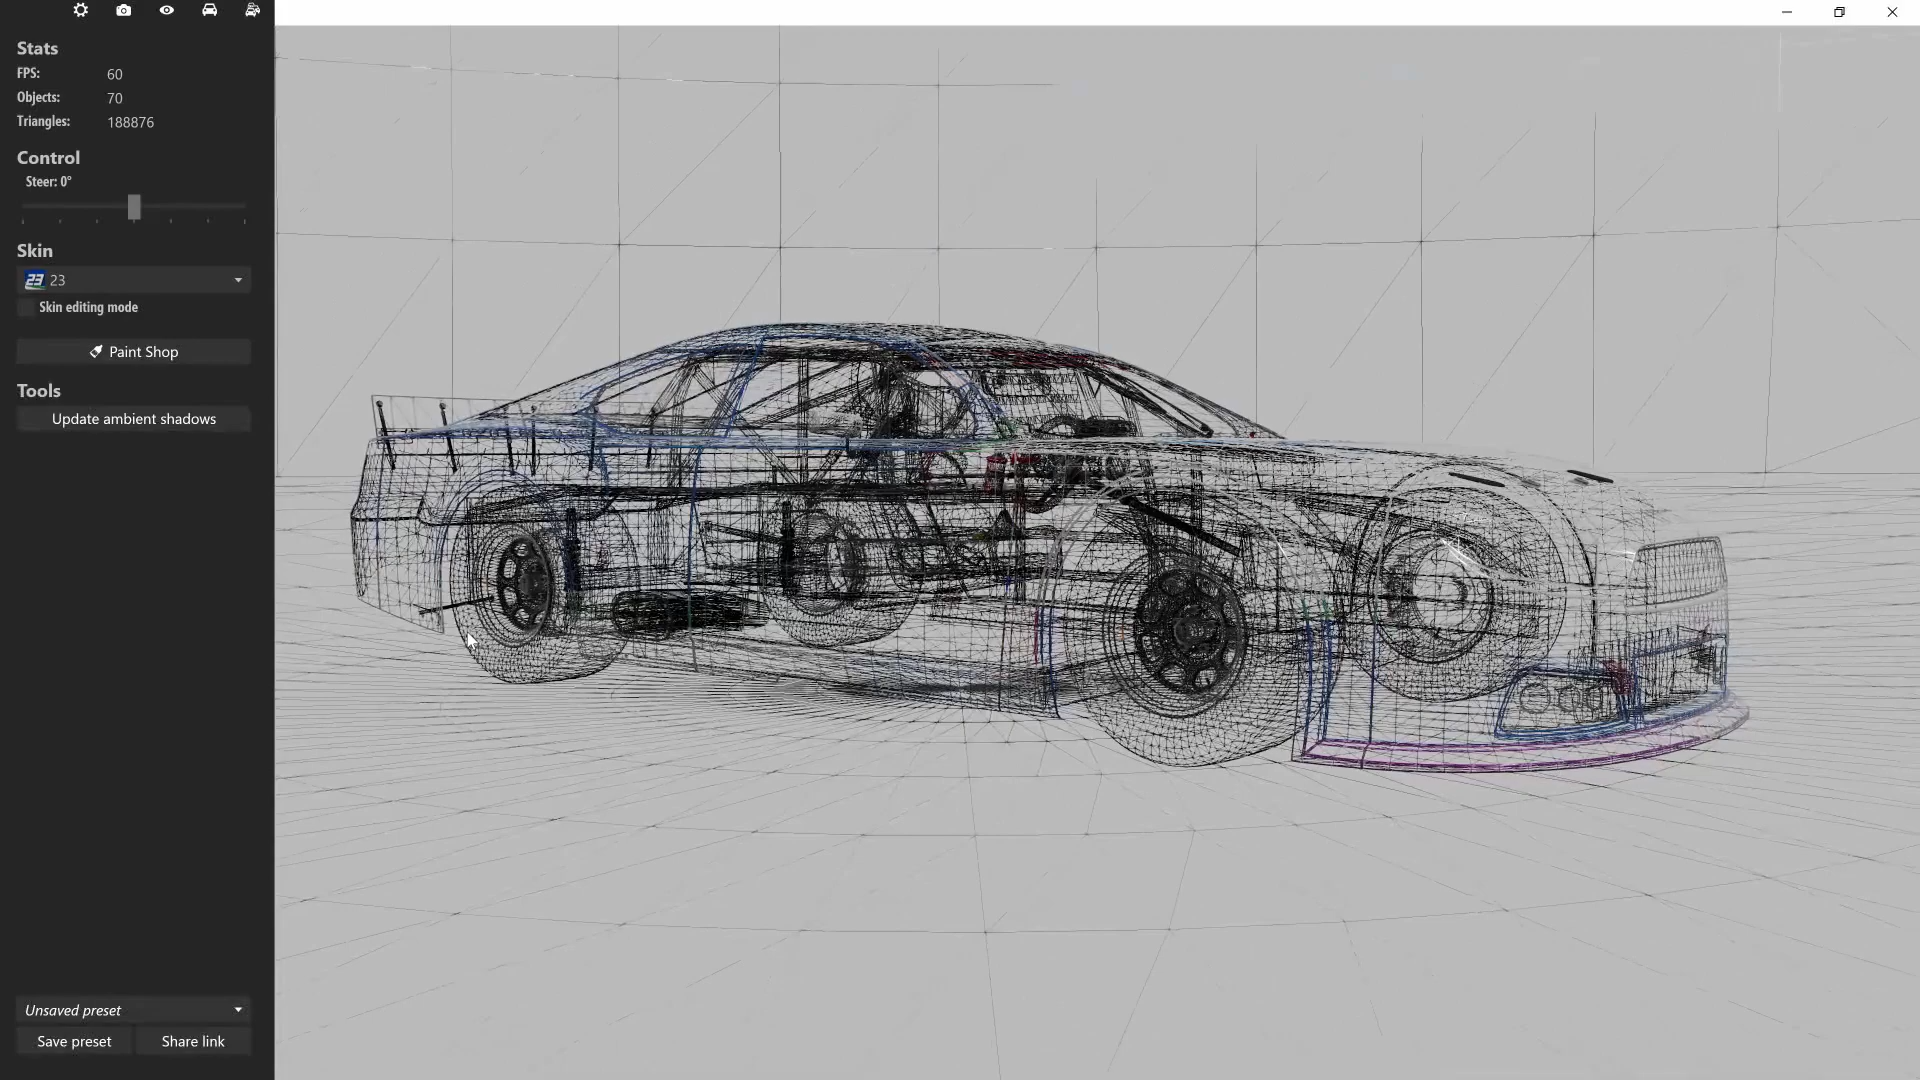 Stats
FPS: 60
Objects: 70
Triangles: 188876
Control
Steer: 0°
Skin
23 23
Skin editing mode
Paint Shop
Tools
Update ambient shadows
Unsaved preset
Save preset Share link